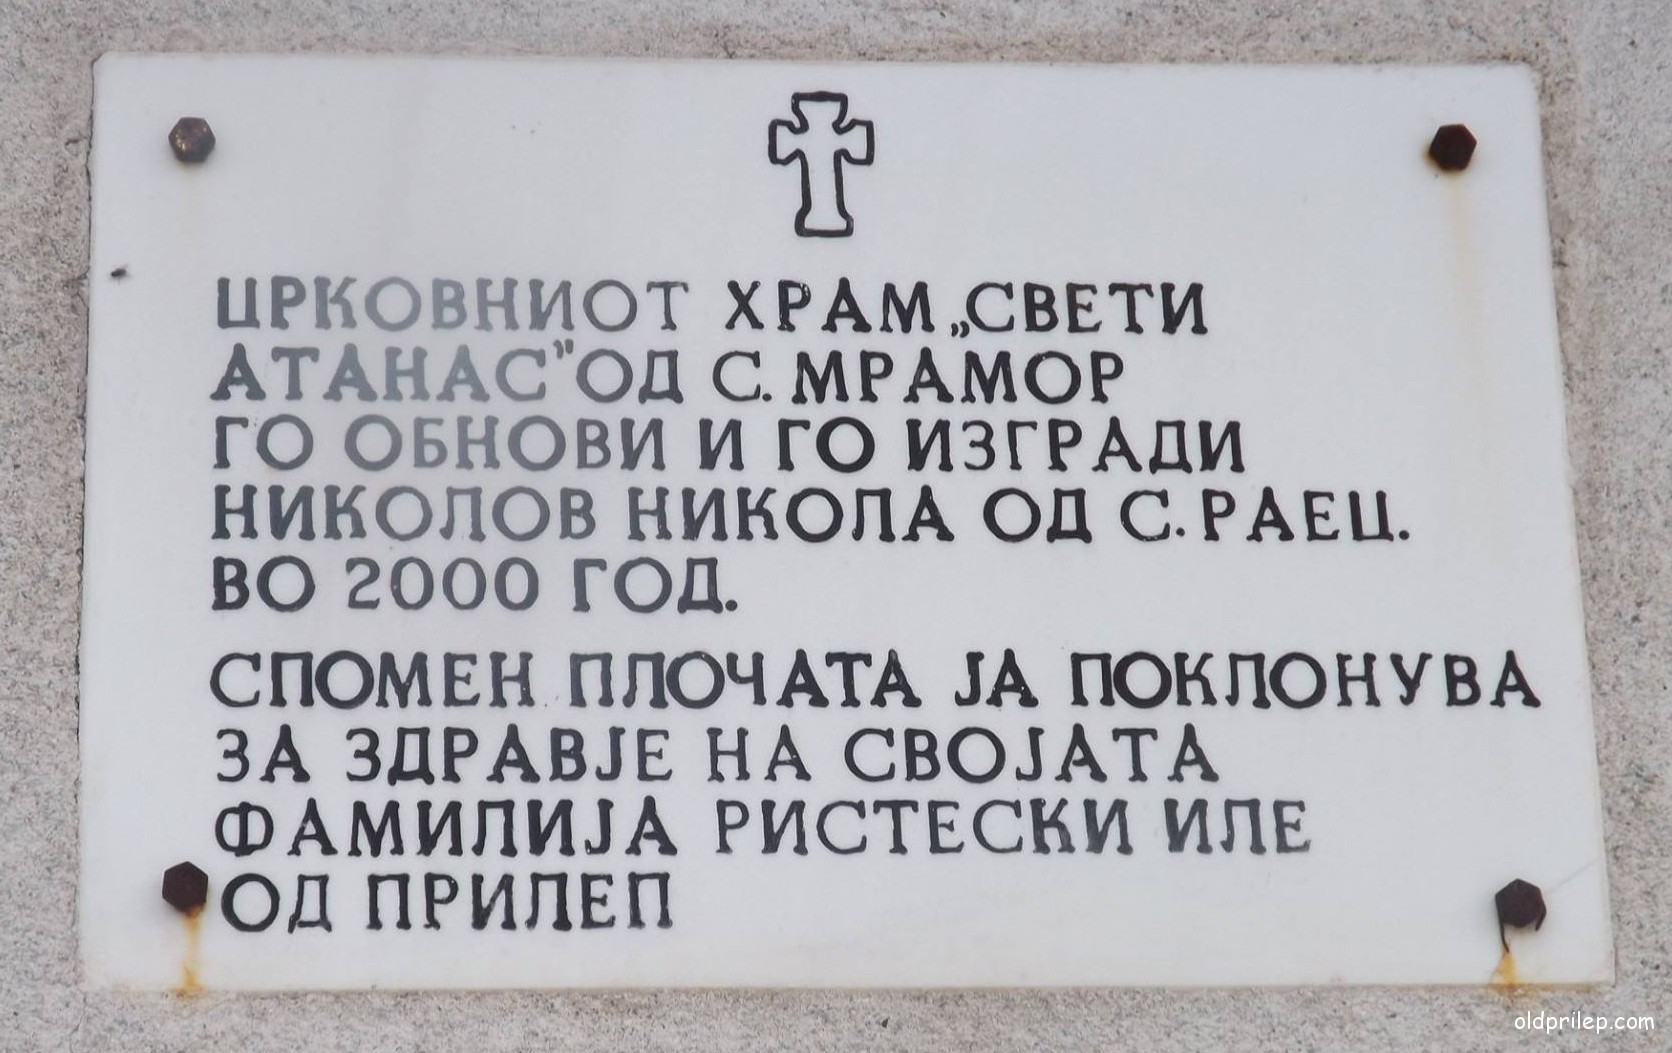 ЦРКОВНИОТ ХРАМ „СВЕТИ
АТАНАС" ОД С. МРАМОР
ГО ОБНОВИ И ГО ИЗГРАДИ
НИКОЛОВ НИКОЛА ОД С. РАЕЦ.
ВО 2000 ГОД.
СПОМЕН ПЛОЧАТА ЈА ПОКЛОНУВА
ЗА ЗДРАВЈЕ НА СВОЈАТА
ФАМИЛИЈА РИСТЕСКИ ИЛЕ
ОД ПРИЛЕП
oldprilep.com